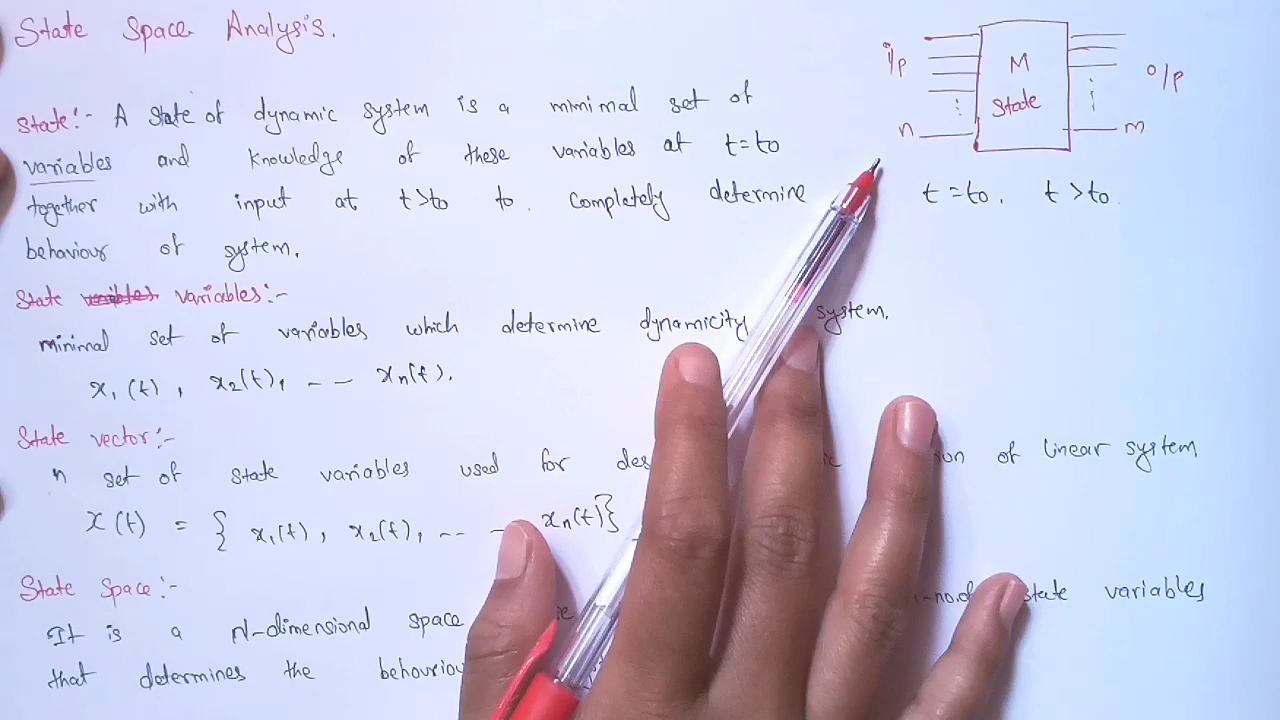 State Space Analysis.
State:- A state of dynamic system is a minimal set of
variables and knowledge of these variables at t=to
together with input at t>to to completely determine
behaviour of system.
State variables:-
minimal set of variables which determine dynamicity system.
x1(t), x2(t), -- xn(t).
State vector:-
n set of state variables used for of linear system
X(t) = { x1(t), x2(t), -- - xn(t)}
State Space:-
It is a N-dimensional space state variables
that determines the
i/p
n
M
State
o/p
m
t=to. t>to.